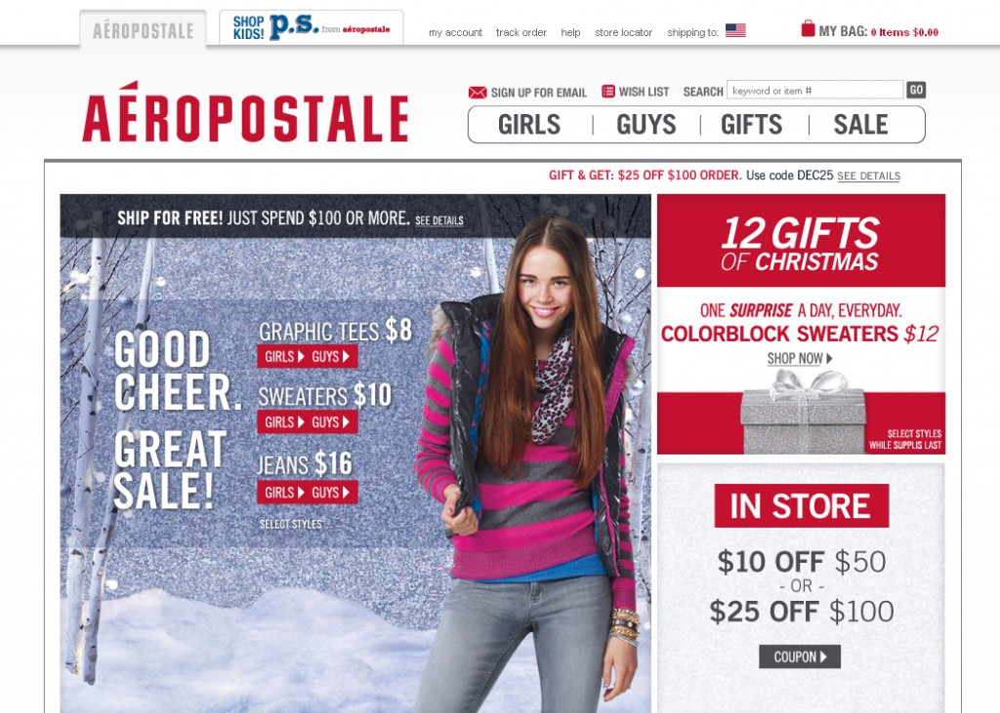 AÉROPOSTALE
SHOP KIDS! p.s. from aéropostale
my account track order help store locator shipping to:
MY BAG: 0 Items $0.00
AÉROPOSTALE
SIGN UP FOR EMAIL WISH LIST SEARCH keyword or item # GO
GIRLS GUYS GIFTS SALE
GIFT & GET: $25 OFF $100 ORDER. Use code DEC25 SEE DETAILS
SHIP FOR FREE! JUST SPEND $100 OR MORE. SEE DETAILS
GOOD
CHEER.
GREAT
SALE!
GRAPHIC TEES $8
GIRLS GUYS
SWEATERS $10
GIRLS GUYS
JEANS $16
GIRLS GUYS
SELECT STYLES
12 GIFTS
OF CHRISTMAS
ONE SURPRISE A DAY, EVERYDAY.
COLORBLOCK SWEATERS $12
SHOP NOW
SELECT STYLES
WHILE SUPPLIS LAST
IN STORE
$10 OFF $50
- OR -
$25 OFF $100
COUPON